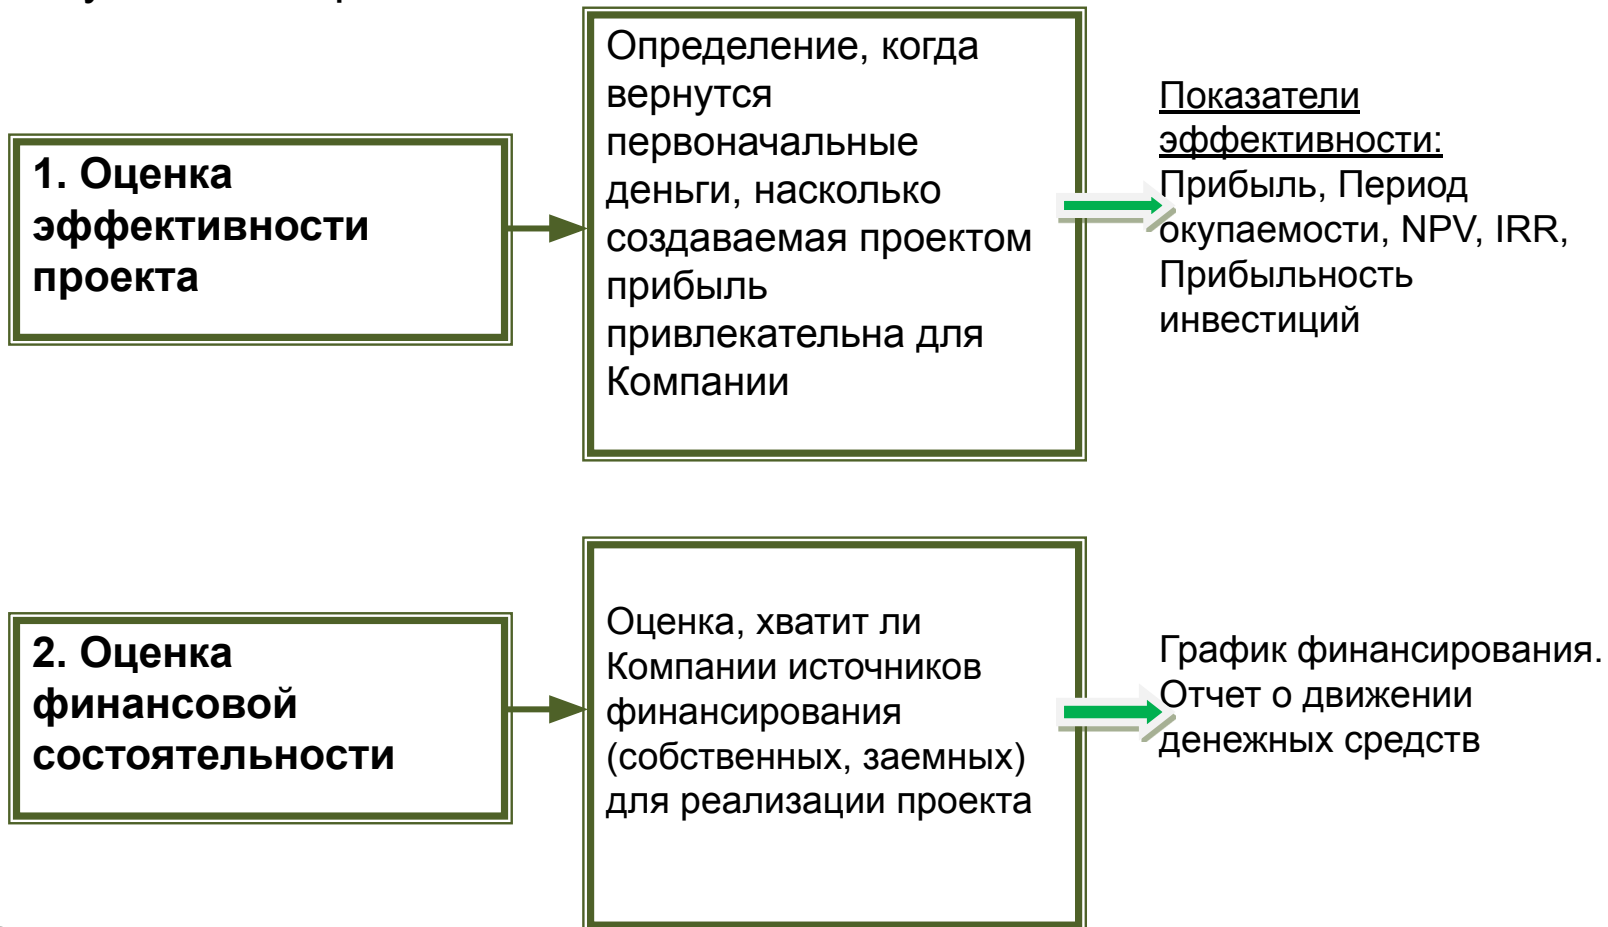 1. Оценка
эффективности
проекта
Определение, когда
вернутся
первоначальные
деньги, насколько
создаваемая проектом
прибыль
привлекательна для
Компании
Показатели
эффективности:
Прибыль, Период
окупаемости, NPV, IRR,
Прибыльность
инвестиций
2. Оценка
финансовой
состоятельности
Оценка, хватит ли
Компании источников
финансирования
(собственных, заемных)
для реализации проекта
График финансирования.
Отчет о движении
денежных средств